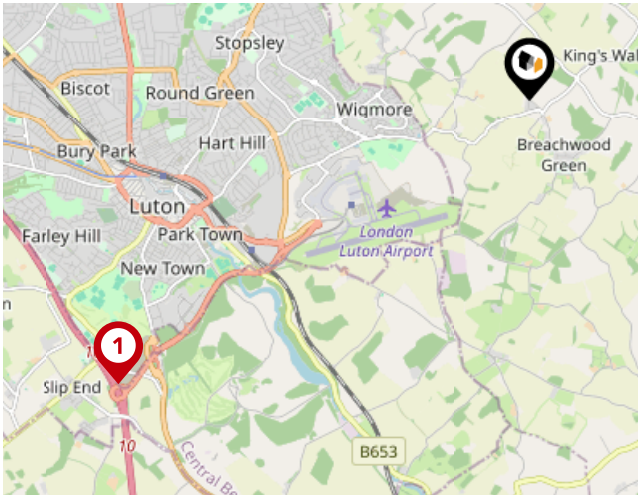 Stopsley
King's Wal
Biscot
Round Green
Wigmore
Hart Hill
Breachwood
Green
Bury Park
Luton
Farley Hill
Park Town
London
Luton Airport
New Town
n
1
1
Slip End
10
B653
Central Be